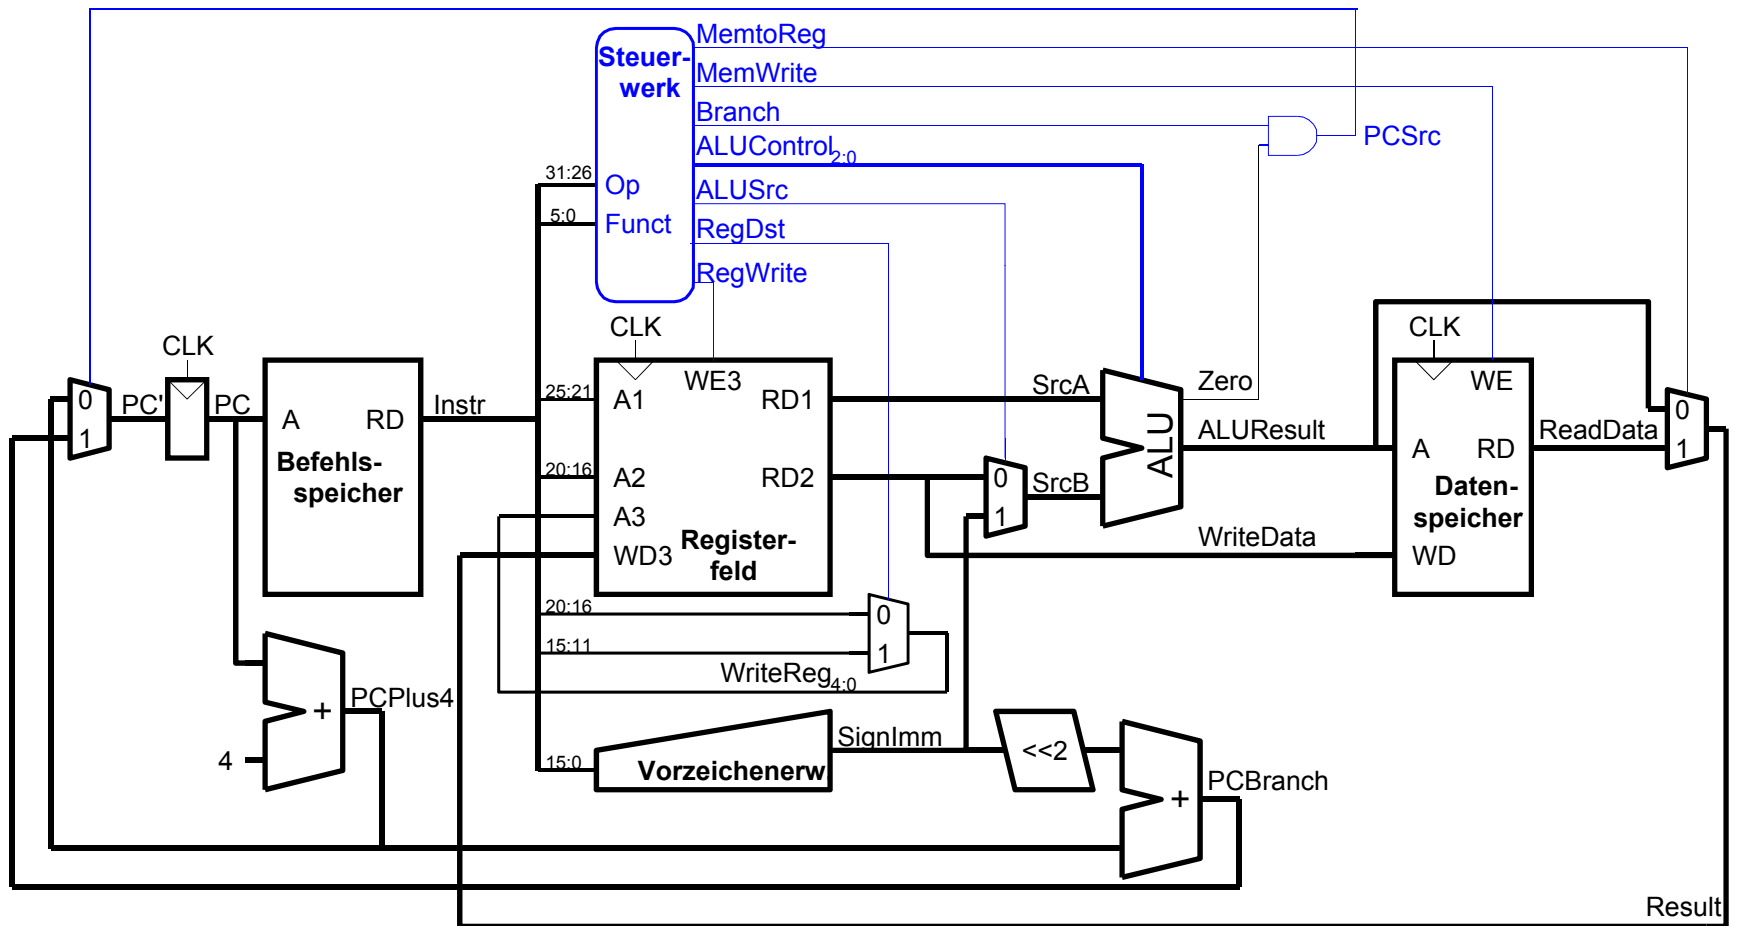 MemtoReg
Steuer-
werk
MemWrite
Branch
PCSrc
ALUControl2:0
31:26
Op
ALUSrc
5:0
Funct
RegDst
RegWrite
CLK
CLK
CLK
WE3
WE
0
1
PC'
PC
A
RD
Instr
Befehls-
speicher
25:21
A1
RD1
SrcA
Zero
ALU
ALUResult
20:16
A2
RD2
0
1
SrcB
A3
WD3
Register-
feld
A
RD
ReadData
0
1
Daten-
speicher
WriteData
WD
20:16
0
15:11
1
WriteReg4:0
PCPlus4
+
4
15:0
Vorzeichenerw.
SignImm
<<2
+
PCBranch
Result